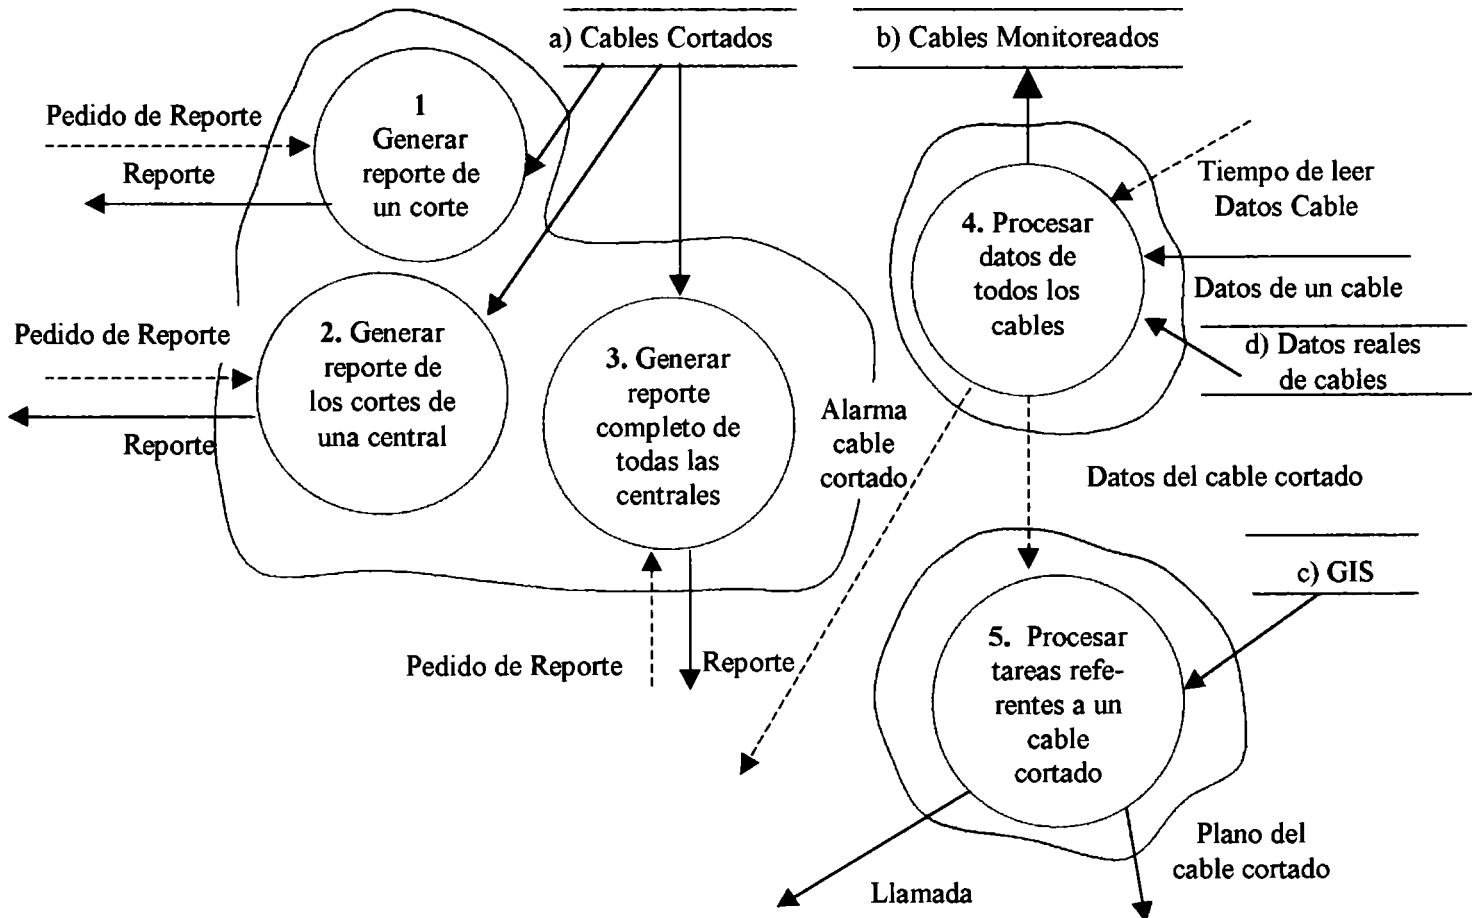 a) Cables Cortados
b) Cables Monitoreados
1
Generar
reporte de
un corte
Pedido de Reporte
Reporte
Tiempo de leer
Datos Cable
4. Procesar
datos de
todos los
cables
Datos de un cable
d) Datos reales
de cables
Pedido de Reporte
2. Generar
reporte de
los cortes de
una central
Reporte
3. Generar
reporte
completo de
todas las
centrales
Alarma
cable
cortado
Datos del cable cortado
c) GIS
Pedido de Reporte
Reporte
5. Procesar
tareas refe-
rentes a un
cable
cortado
Plano del
cable cortado
Llamada